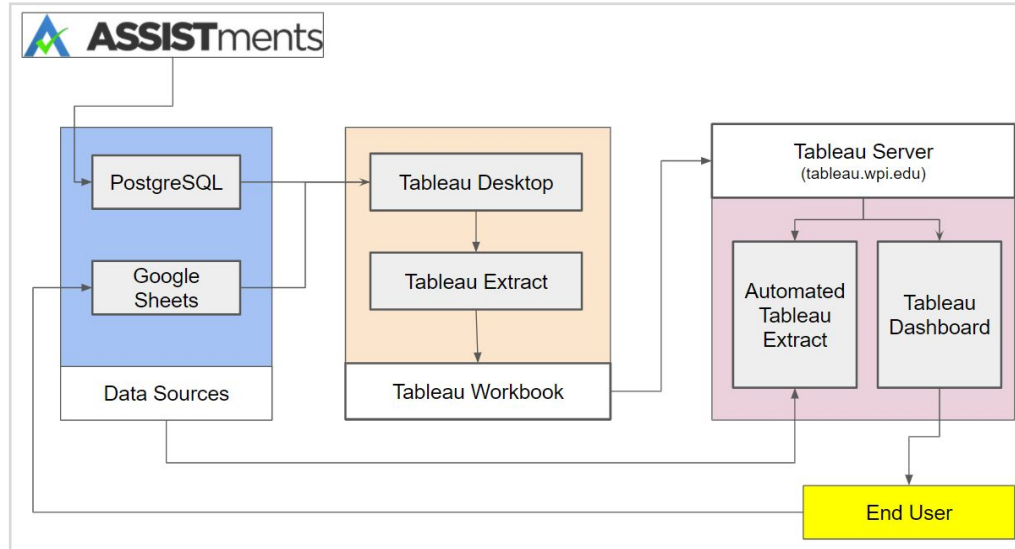 ASSISTments
PostgreSQL
Google
Sheets
Data Sources
Tableau Desktop
Tableau Extract
Tableau Workbook
Tableau Server
(tableau.wpi.edu)
Automated
Tableau
Extract
Tableau
Dashboard
End User